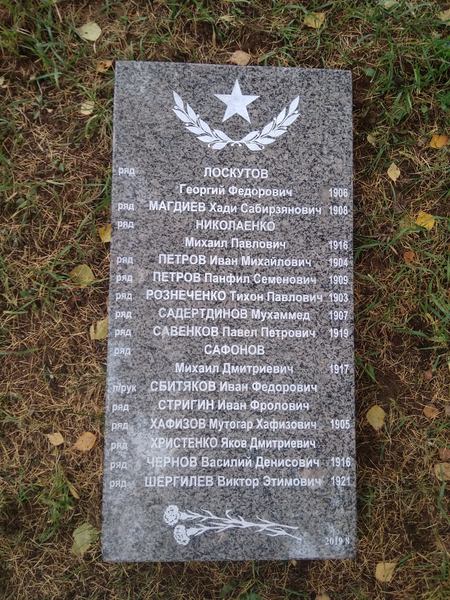 ряд ЛОСКУТОВ
Георгий Федорович 1906
ряд МАГДИЕВ Хади Сабирзянович 1908
ряд НИКОЛАЕНКО
Михаил Павлович 1916
ряд ПЕТРОВ Иван Михайлович 1904
ряд ПЕТРОВ Панфил Семенович 1909
ряд РОЗНЕЧЕНКО Тихон Павлович 1903
ряд САДЕРТДИНОВ Мухаммед 1907
ряд САВЕНКОВ Павел Петрович 1919
ряд САФОНОВ
Михаил Дмитриевич 1917
п/рук СБИТЯКОВ Иван Федорович
ряд СТРИГИН Иван Фролович
ряд ХАФИЗОВ Мутогар Хафизович 1905
ряд ХРИСТЕНКО Яков Дмитриевич
ряд ЧЕРНОВ Василий Денисович 1916
ряд ШЕРГИЛЕВ Виктор Этимович 1921
2019